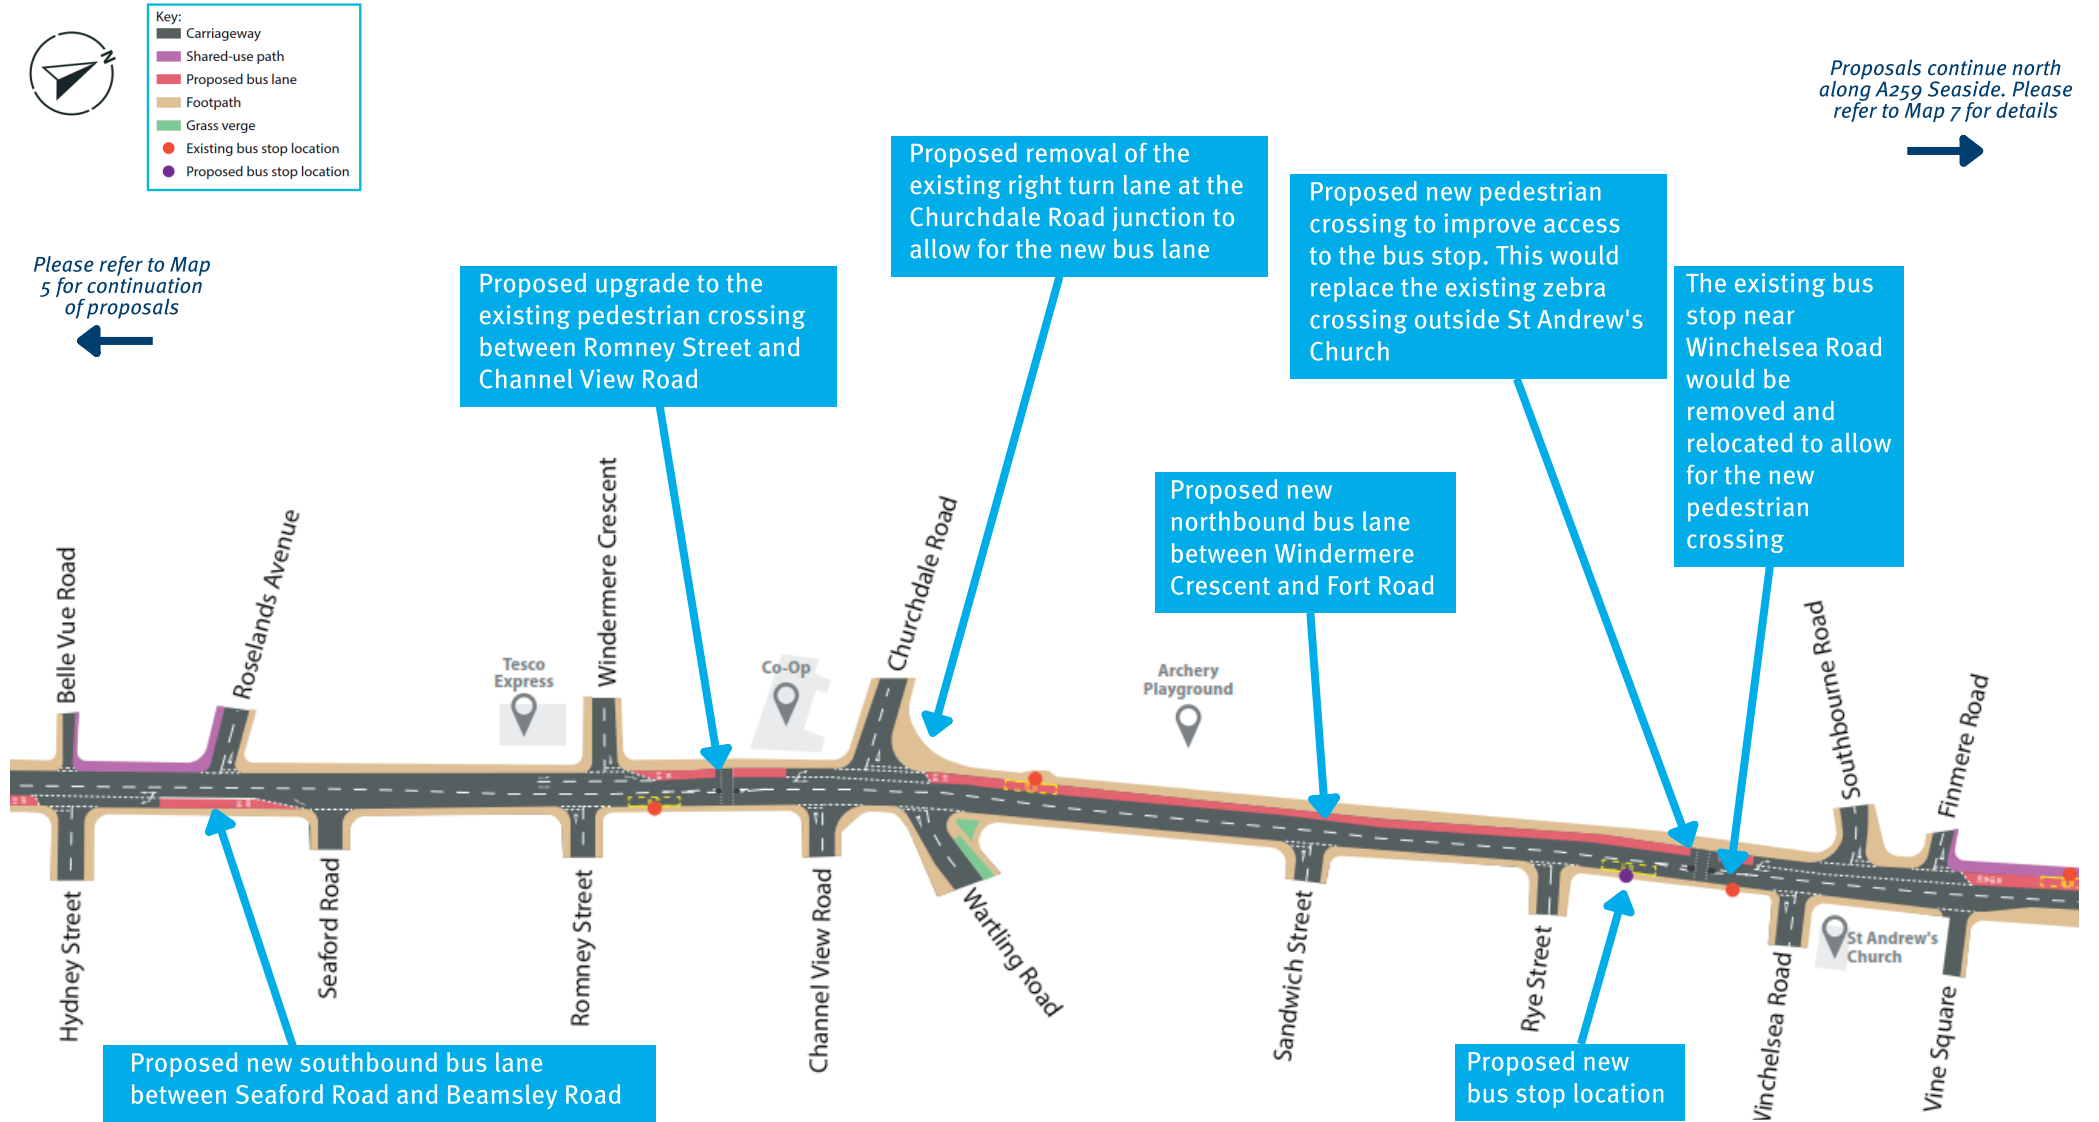 Key:
Carriageway
Shared-use path
Proposed bus lane
Footpath
Grass verge
Existing bus stop location
Proposed bus stop location
N
Proposals continue north
along A259 Seaside. Please
refer to Map 7 for details
Please refer to Map
5 for continuation
of proposals
Proposed upgrade to the
existing pedestrian crossing
between Romney Street and
Channel View Road
Proposed removal of the
existing right turn lane at the
Churchdale Road junction to
allow for the new bus lane
Proposed new pedestrian
crossing to improve access
to the bus stop. This would
replace the existing zebra
crossing outside St Andrew's
Church
The existing bus
stop near
Winchelsea Road
would be
removed and
relocated to allow
for the new
pedestrian
crossing
Proposed new
northbound bus lane
between Windermere
Crescent and Fort Road
Belle Vue Road
Roselands Avenue
Tesco
Express
Windermere Crescent
Co-Op
Churchdale Road
Archery
Playground
Southbourne Road
Finmere Road
Hydney Street
Seaford Road
Romney Street
Channel View Road
Wartling Road
Sandwich Street
Rye Street
Winchelsea Road
St Andrew's
Church
Vine Square
Proposed new southbound bus lane
between Seaford Road and Beamsley Road
Proposed new
bus stop location